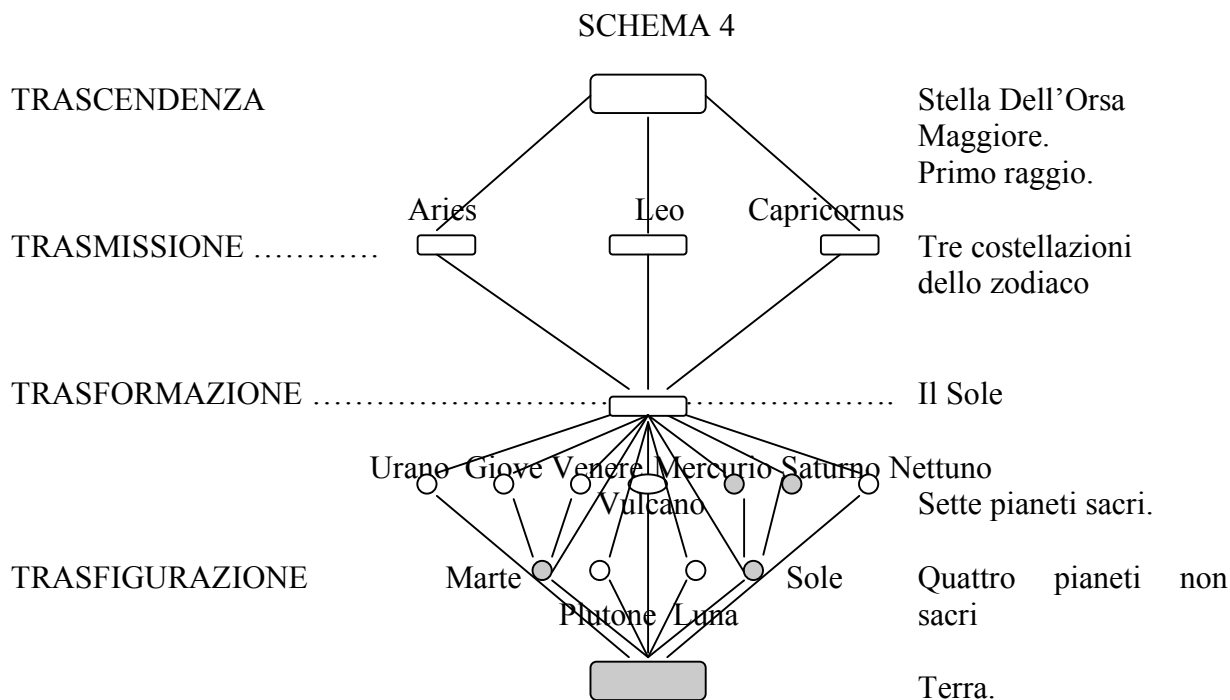 SCHEMA 4
TRASCENDENZA
Stella Dell’Orsa
Maggiore.
Primo raggio.
Aries Leo Capricornus
TRASMISSIONE …………
Tre costellazioni
dello zodiaco
TRASFORMAZIONE ……………………………………………………. Il Sole
Urano Giove Venere Mercurio Saturno Nettuno
Vulcano
Sette pianeti sacri.
TRASFIGURAZIONE
Marte Sole
Quattro pianeti non
sacri
Plutone Luna
Terra.